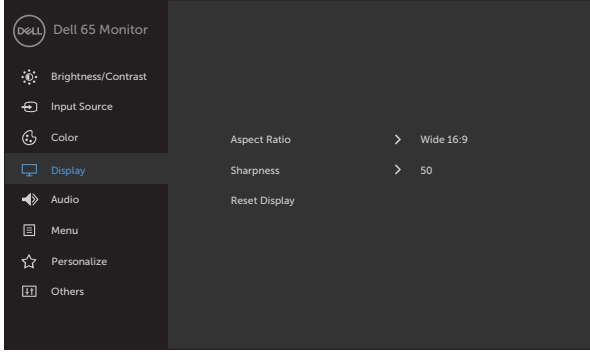 DELL
Dell 65 Monitor
Brightness/Contrast
Input Source
Color
Aspect Ratio Wide 16:9
Display
Sharpness 50
Audio
Reset Display
Menu
Personalize
Others